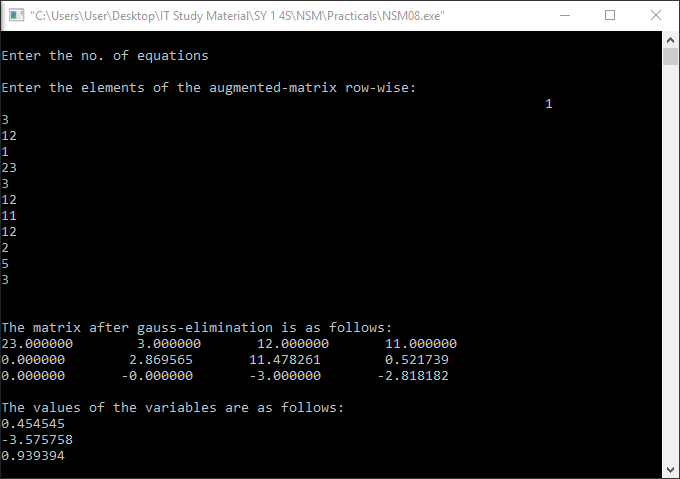 "C:\Users\User\Desktop\IT Study Material\SY 1 4S\NSM\Practicals\NSM08.exe"
Enter the no. of equations
Enter the elements of the augmented-matrix row-wise:
1
3
12
1
23
3
12
11
12
2
5
3
The matrix after gauss-elimination is as follows:
23.000000 3.000000 12.000000 11.000000
0.000000 2.869565 11.478261 0.521739
0.000000 -0.000000 -3.000000 -2.818182
The values of the variables are as follows:
0.454545
-3.575758
0.939394